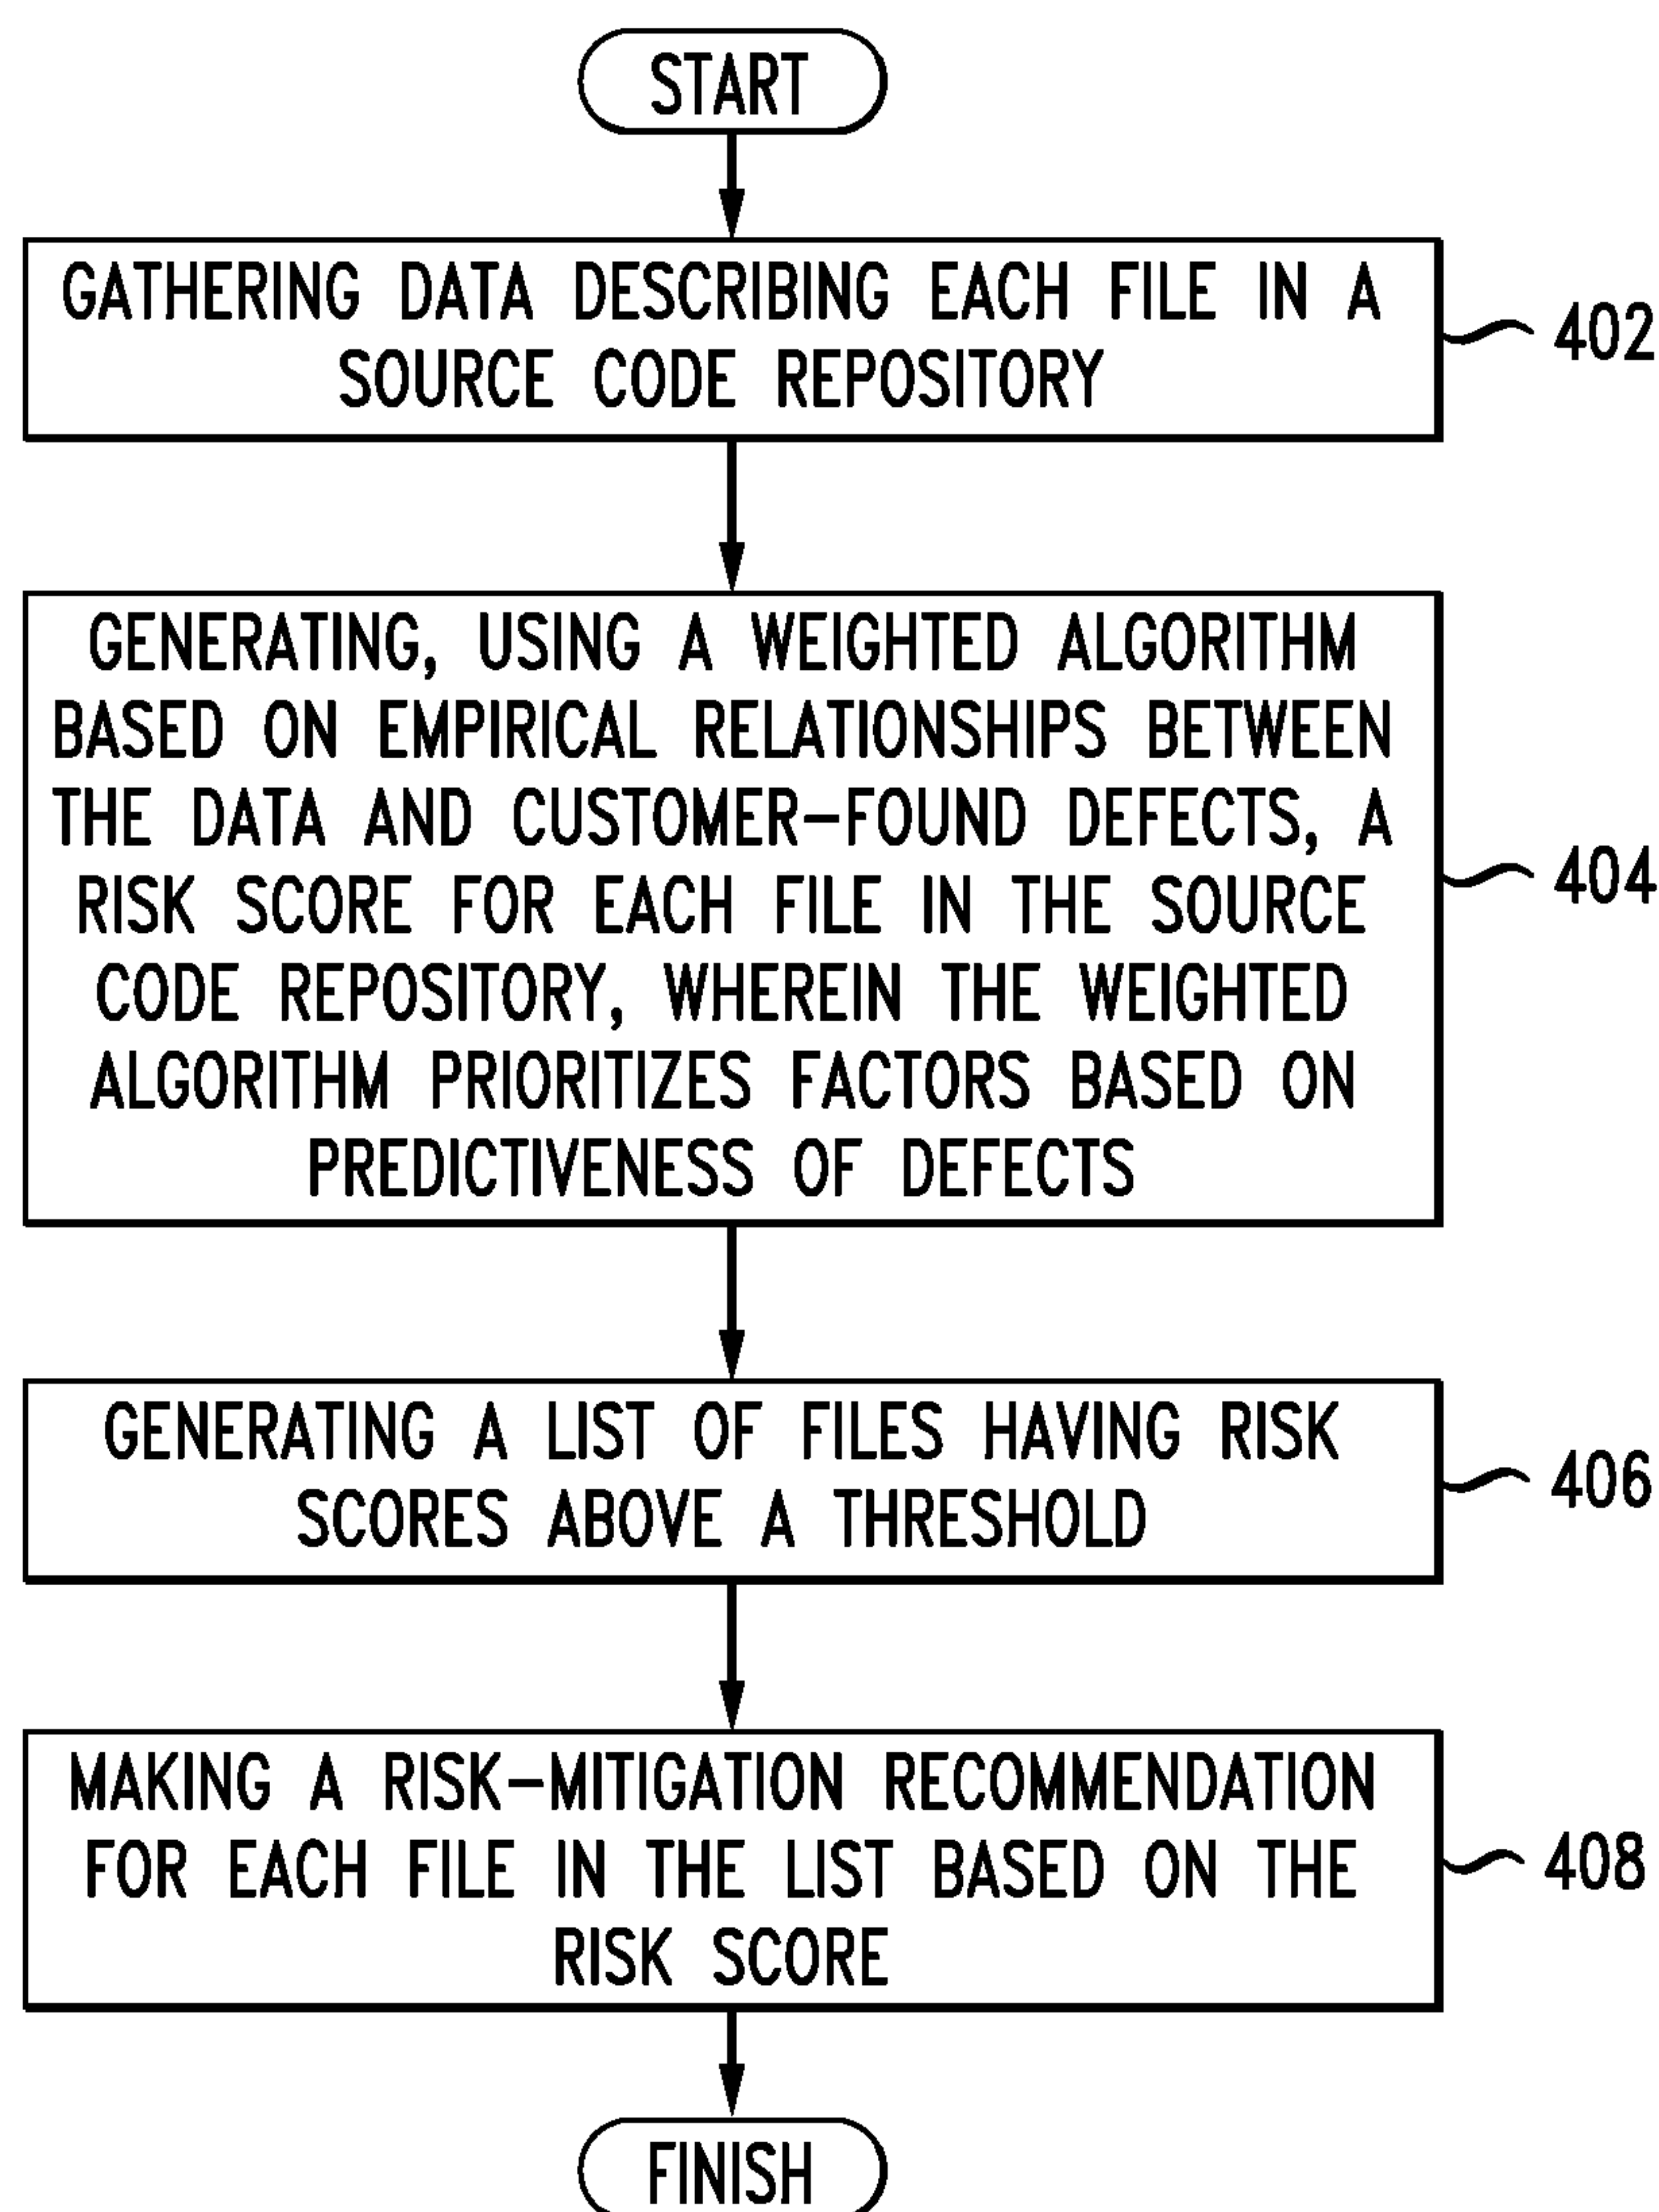 START
GATHERING DATA DESCRIBING EACH FILE IN A
SOURCE CODE REPOSITORY
402
GENERATING, USING A WEIGHTED ALGORITHM
BASED ON EMPIRICAL RELATIONSHIPS BETWEEN
THE DATA AND CUSTOMER-FOUND DEFECTS, A
RISK SCORE FOR EACH FILE IN THE SOURCE
CODE REPOSITORY, WHEREIN THE WEIGHTED
ALGORITHM PRIORITIZES FACTORS BASED ON
PREDICTIVENESS OF DEFECTS
404
GENERATING A LIST OF FILES HAVING RISK
SCORES ABOVE A THRESHOLD
406
MAKING A RISK-MITIGATION RECOMMENDATION
FOR EACH FILE IN THE LIST BASED ON THE
RISK SCORE
408
FINISH